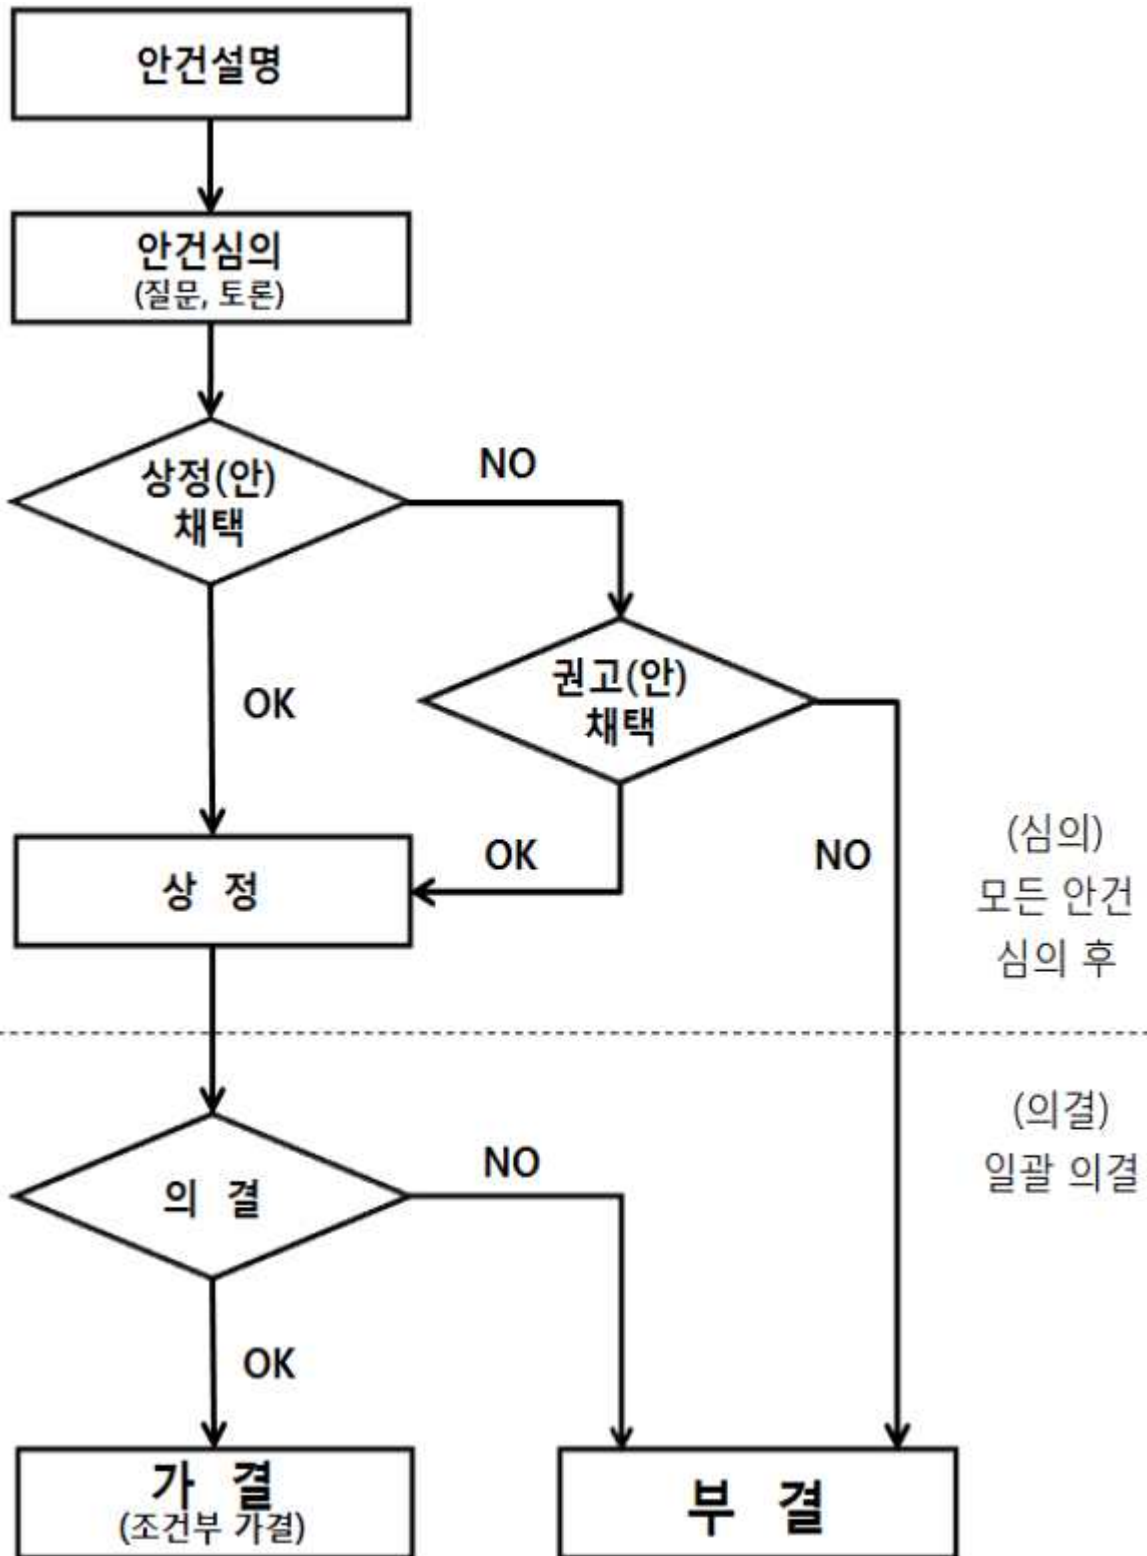 안건설명
안건심의
(질문, 토론)
상정(안)
채택
NO
권고(안)
채택
OK
OK
NO
상 정
(심의)
모든 안건
심의 후
의 결
NO
(의결)
일괄 의결
OK
가 결
(조건부 가결)
부 결